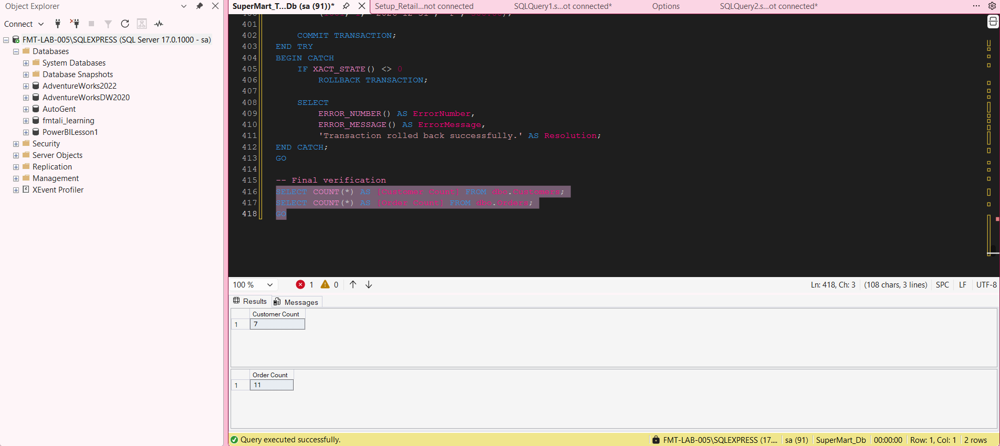 Object Explorer
Connect
FMT-LAB-005\SQLEXPRESS (SQL Server 17.0.1000 - sa)
Databases
System Databases
Database Snapshots
AdventureWorks2022
AdventureWorksDW2020
AutoGent
fmtali_learning
PowerBILesson1
Security
Server Objects
Replication
Management
XEvent Profiler
SuperMart_T...Db (sa (91))*
Setup_Retail...not connected
SQLQuery1.s...ot connected*
Options
SQLQuery2.s...ot connected*
401
402 COMMIT TRANSACTION;
403 END TRY
404 BEGIN CATCH
405 IF XACT_STATE() <> 0
406 ROLLBACK TRANSACTION;
407
408 SELECT
409 ERROR_NUMBER() AS ErrorNumber,
410 ERROR_MESSAGE() AS ErrorMessage,
411 'Transaction rolled back successfully.' AS Resolution;
412 END CATCH;
413 GO
414
415 -- Final verification
416 SELECT COUNT(*) AS [Customer Count] FROM dbo.Customers;
417 SELECT COUNT(*) AS [Order Count] FROM dbo.Orders;
418 GO
100 % 1 0 Ln: 418, Ch: 3 (108 chars, 3 lines) SPC LF UTF-8
Results Messages
Customer Count
1 7
Order Count
1 11
Query executed successfully. FMT-LAB-005\SQLEXPRESS (17.... sa (91) SuperMart_Db 00:00:00 Row: 1, Col: 1 2 rows